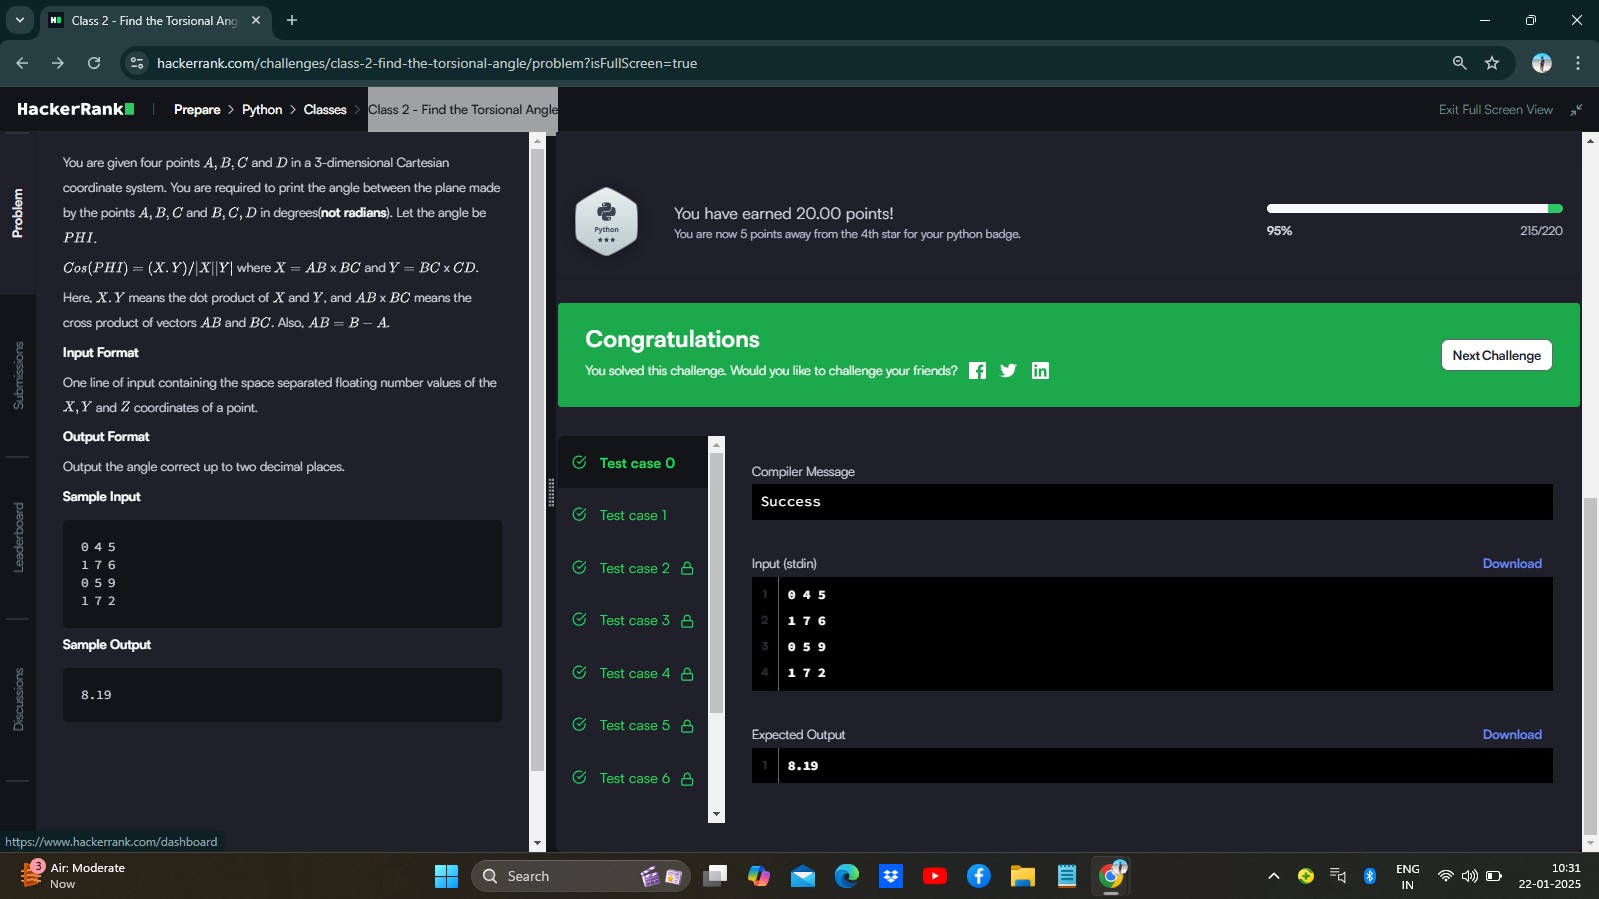 Class 2 - Find the Torsional Ang
hackerrank.com/challenges/class-2-find-the-torsional-angle/problem?isFullScreen=true
HackerRank
Prepare > Python > Classes > Class 2 - Find the Torsional Angle
Exit Full Screen View
Problem
Submissions
Leaderboard
Discussions
You are given four points A, B, C and D in a 3-dimensional Cartesian
coordinate system. You are required to print the angle between the plane made
by the points A, B, C and B, C, D in degrees(not radians). Let the angle be
PHI.
Cos(PHI) = (X.Y)/|X||Y| where X = AB x BC and Y = BC x CD.
Here, X.Y means the dot product of X and Y, and AB x BC means the
cross product of vectors AB and BC. Also, AB = B − A.
Input Format
One line of input containing the space separated floating number values of the
X, Y and Z coordinates of a point.
Output Format
Output the angle correct up to two decimal places.
Sample Input
0 4 5
1 7 6
0 5 9
1 7 2
Sample Output
8.19
https://www.hackerrank.com/dashboard
Python
You have earned 20.00 points!
You are now 5 points away from the 4th star for your python badge.
95%
215/220
Congratulations
You solved this challenge. Would you like to challenge your friends?
Next Challenge
Test case 0
Test case 1
Test case 2
Test case 3
Test case 4
Test case 5
Test case 6
Compiler Message
Success
Input (stdin)
Download
1 0 4 5
2 1 7 6
3 0 5 9
4 1 7 2
Expected Output
Download
1 8.19
3
Air: Moderate
Now
Search
ENG
IN
10:31
22-01-2025